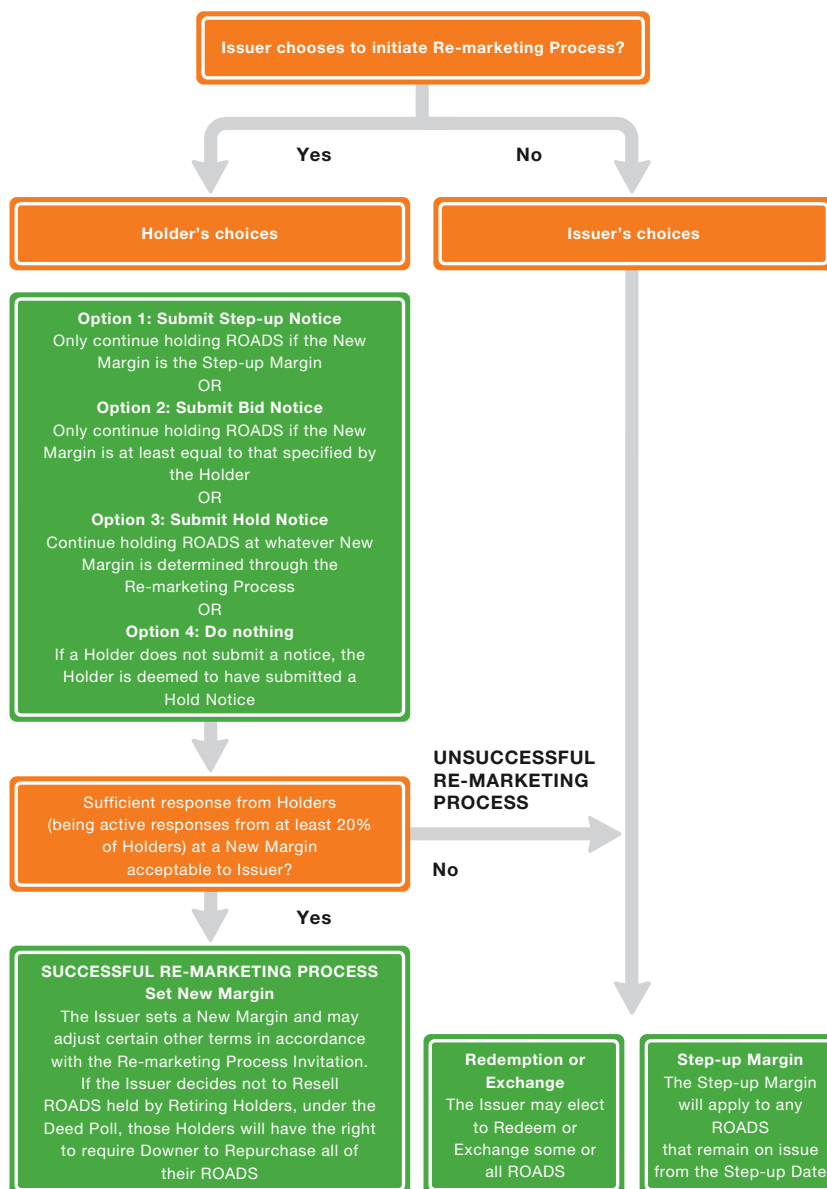 Issuer chooses to initiate Re-marketing Process?
Yes
No
Holder's choices
Issuer's choices
Option 1: Submit Step-up Notice
Only continue holding ROADS if the New
Margin is the Step-up Margin
OR
Option 2: Submit Bid Notice
Only continue holding ROADS if the New
Margin is at least equal to that specified by
the Holder
OR
Option 3: Submit Hold Notice
Continue holding ROADS at whatever New
Margin is determined through the
Re-marketing Process
OR
Option 4: Do nothing
If a Holder does not submit a notice, the
Holder is deemed to have submitted a
Hold Notice
UNSUCCESSFUL
RE-MARKETING
PROCESS
Sufficient response from Holders
(being active responses from at least 20%
of Holders) at a New Margin
acceptable to Issuer?
No
Yes
SUCCESSFUL RE-MARKETING PROCESS
Set New Margin
The Issuer sets a New Margin and may
adjust certain other terms in accordance
with the Re-marketing Process Invitation.
If the Issuer decides not to Resell
ROADS held by Retiring Holders, under the
Deed Poll, those Holders will have the right
to require Downer to Repurchase all of
their ROADS
Redemption or
Exchange
The Issuer may elect
to Redeem or
Exchange some or
all ROADS
Step-up Margin
The Step-up Margin
will apply to any
ROADS
that remain on issue
from the Step-up Date